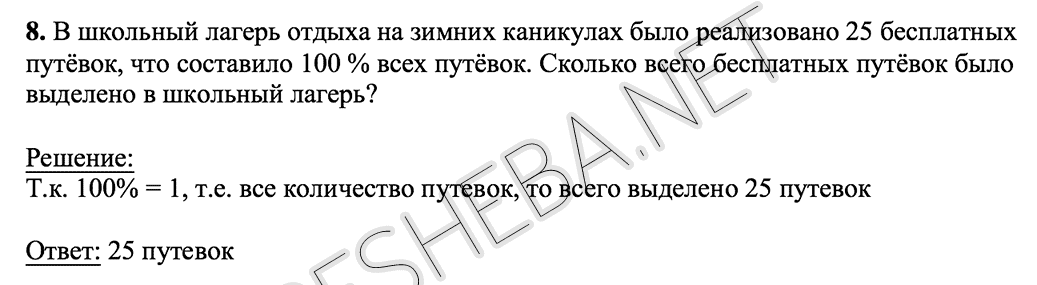 8. В школьный лагерь отдыха на зимних каникулах было реализовано 25 бесплатных
путёвок, что составило 100 % всех путёвок. Сколько всего бесплатных путёвок было
выделено в школьный лагерь?
Решение:
Т.к. 100% = 1, т.е. все количество путевок, то всего выделено 25 путевок
Ответ: 25 путевок
RESHEBA.NET